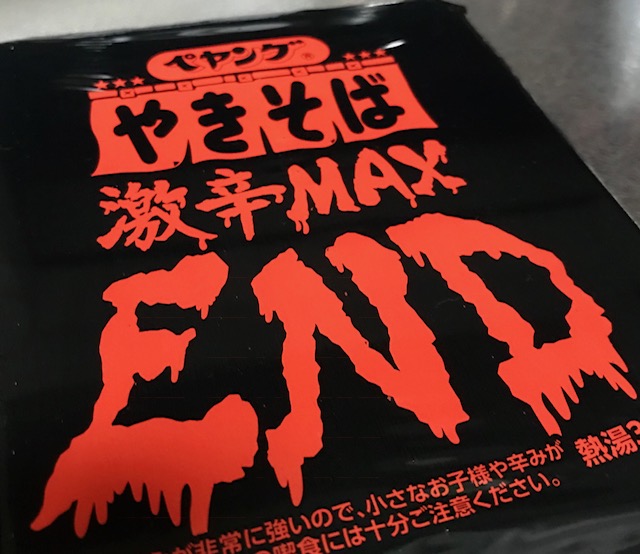 ペヤング
やきそば
激辛MAX
END
が非常に強いので、小さなお子様や辛みが
喫食には十分ご注意ください。
熱湯3